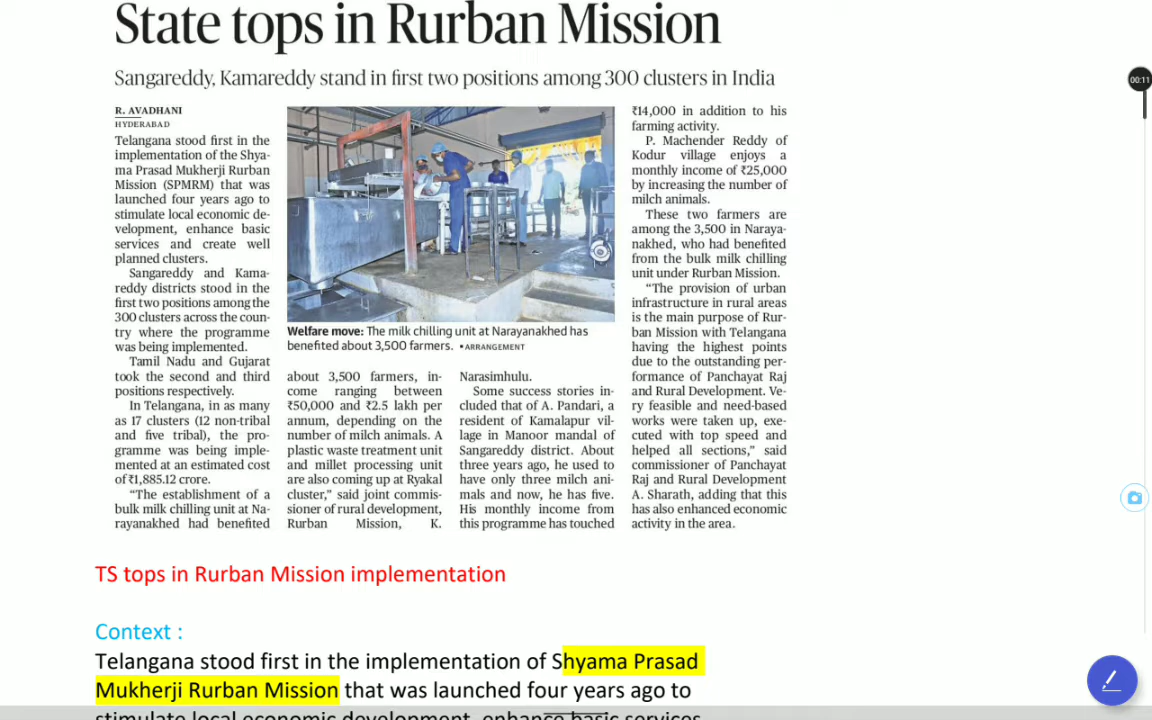 State tops in Rurban Mission
Sangareddy, Kamareddy stand in first two positions among 300 clusters in India
R. AVADHANI
HYDERABAD
Telangana stood first in the
implementation of the Shya-
ma Prasad Mukherji Rurban
Mission (SPMRM) that was
launched four years ago to
stimulate local economic de-
velopment, enhance basic
services and create well
planned clusters.
Sangareddy and Kama-
reddy districts stood in the
first two positions among the
300 clusters across the coun-
try where the programme
was being implemented.
Tamil Nadu and Gujarat
took the second and third
positions respectively.
In Telangana, in as many
as 17 clusters (12 non-tribal
and five tribal), the pro-
gramme was being imple-
mented at an estimated cost
of ₹1,885.12 crore.
“The establishment of a
bulk milk chilling unit at Na-
rayanakhed had benefited
Welfare move: The milk chilling unit at Narayanakhed has
benefited about 3,500 farmers. •ARRANGEMENT
about 3,500 farmers, in-
come ranging between
₹50,000 and ₹2.5 lakh per
annum, depending on the
number of milch animals. A
plastic waste treatment unit
and millet processing unit
are also coming up at Ryakal
cluster,” said joint commis-
sioner of rural development,
Rurban Mission, K.
Narasimhulu.
Some success stories in-
cluded that of A. Pandari, a
resident of Kamalapur vil-
lage in Manoor mandal of
Sangareddy district. About
three years ago, he used to
have only three milch ani-
mals and now, he has five.
His monthly income from
this programme has touched
₹14,000 in addition to his
farming activity.
P. Machender Reddy of
Kodur village enjoys a
monthly income of ₹25,000
by increasing the number of
milch animals.
These two farmers are
among the 3,500 in Naraya-
nakhed, who had benefited
from the bulk milk chilling
unit under Rurban Mission.
“The provision of urban
infrastructure in rural areas
is the main purpose of Rur-
ban Mission with Telangana
having the highest points
due to the outstanding per-
formance of Panchayat Raj
and Rural Development. Ve-
ry feasible and need-based
works were taken up, exe-
cuted with top speed and
helped all sections,” said
commissioner of Panchayat
Raj and Rural Development
A. Sharath, adding that this
has also enhanced economic
activity in the area.
00:11
TS tops in Rurban Mission implementation
Context :
Telangana stood first in the implementation of Shyama Prasad
Mukherji Rurban Mission that was launched four years ago to
stimulate local economic development, enhance basic services